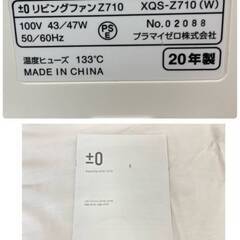 ±0 リビングファン Z710 XQS-Z710 (W)
100V 43/47W
50/60Hz
PSE
No.02088
プラマイゼロ株式会社
温度ヒューズ 133℃
20年製
MADE IN CHINA
±0